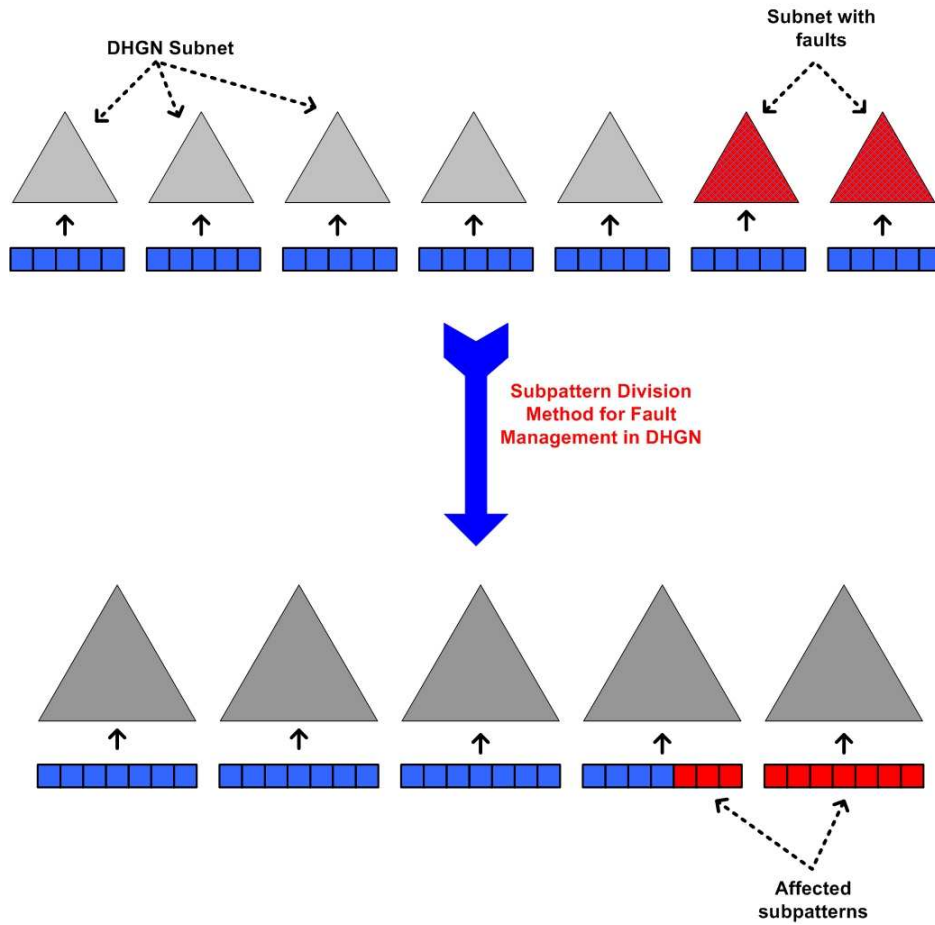 DHGN Subnet
Subnet with
faults
Subpattern Division
Method for Fault
Management in DHGN
Affected
subpatterns